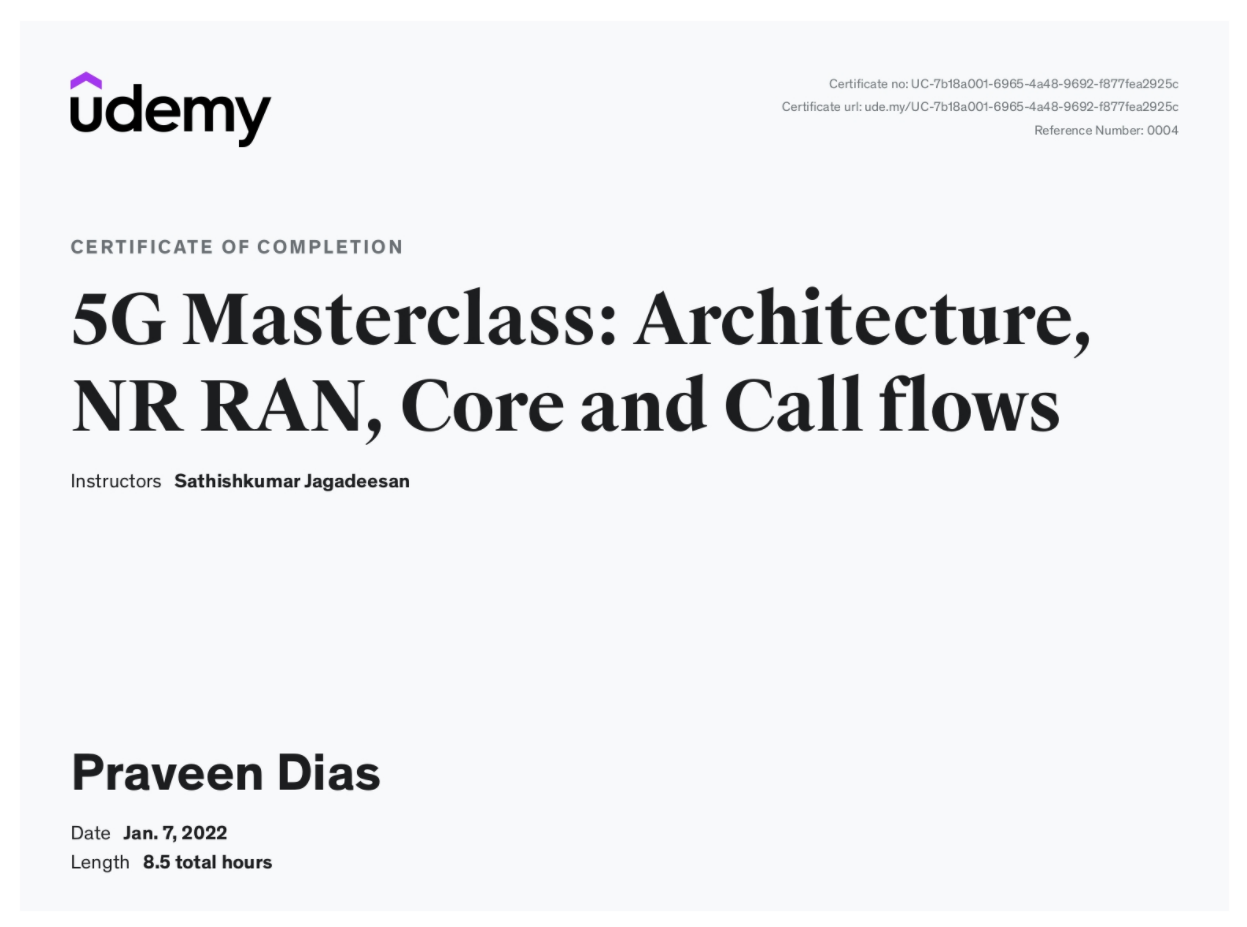 udemy
Certificate no: UC-7b18a001-6965-4a48-9692-f877fea2925c
Certificate url: ude.my/UC-7b18a001-6965-4a48-9692-f877fea2925c
Reference Number: 0004
CERTIFICATE OF COMPLETION
5G Masterclass: Architecture,
NR RAN, Core and Call flows
Instructors Sathishkumar Jagadeesan
Praveen Dias
Date Jan. 7, 2022
Length 8.5 total hours